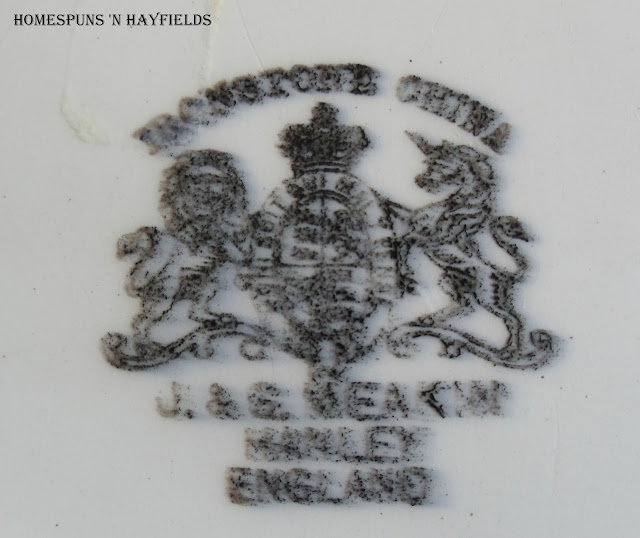 HOMESPUNS 'N HAYFIELDS
IRONSTONE CHINA
J. & G. MEAKIN
HANLEY
ENGLAND